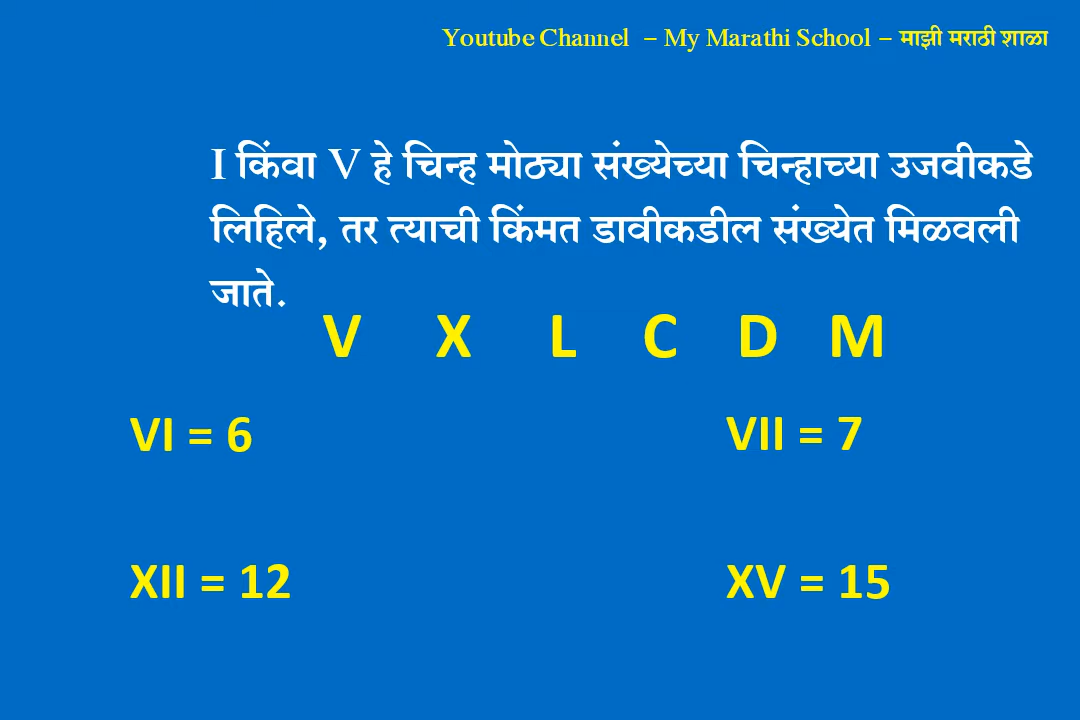 Youtube Channel – My Marathi School – माझी मराठी शाळा
I किंवा V हे चिन्ह मोठ्या संख्येच्या चिन्हाच्या उजवीकडे
लिहिले, तर त्याची किंमत डावीकडील संख्येत मिळवली
जाते.
V X L C D M
VI = 6 VII = 7
XII = 12 XV = 15